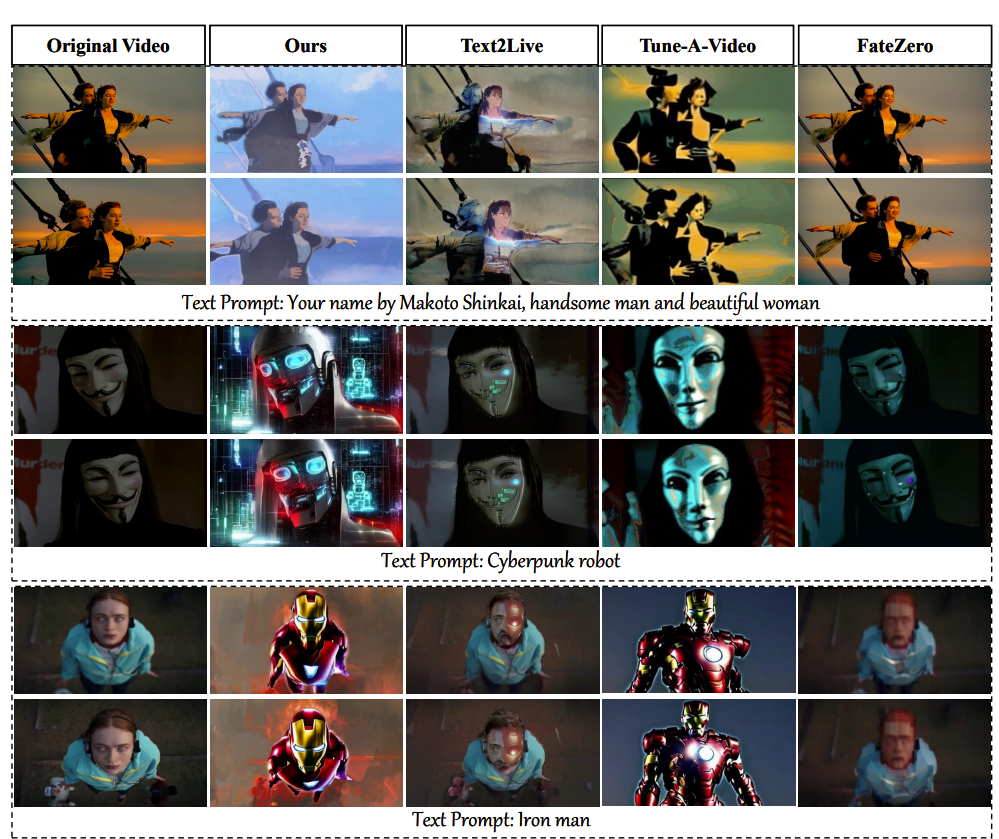 Original Video
Ours
Text2Live
Tune-A-Video
FateZero
Text Prompt: Your name by Makoto Shinkai, handsome man and beautiful woman
Text Prompt: Cyberpunk robot
Text Prompt: Iron man